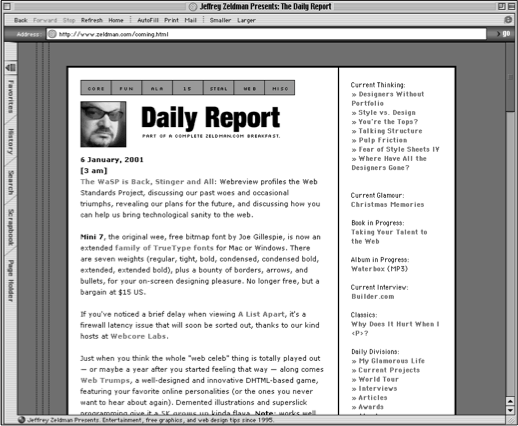 Jeffrey Zeldman Presents: The Daily Report
Back Forward Stop Refresh Home AutoFill Print Mail Smaller Larger
Address: http://www.zeldman.com/coming.html go
Favorites
History
Search
Scrapbook
Page Holder
CORE FUN ALA 15 STEAL WEB MISC
Daily Report
PART OF A COMPLETE ZELDMAN.COM BREAKFAST.
6 January, 2001
[3 am]
The WaSP is Back, Stinger and All: Webreview profiles the Web
Standards Project, discussing our past woes and occasional
triumphs, revealing our plans for the future, and discussing how you
can help us bring technological sanity to the web.
Mini 7, the original wee, free bitmap font by Joe Gillespie, is now an
extended family of TrueType fonts for Mac or Windows. There
are seven weights (regular, tight, bold, condensed, condensed bold,
extended, extended bold), plus a bounty of borders, arrows, and
bullets, for your on-screen designing pleasure. No longer free, but a
bargain at $15 US.
If you've noticed a brief delay when viewing A List Apart, it's a
firewall latency issue that will soon be sorted out, thanks to our kind
hosts at Webcore Labs.
Just when you think the whole "web celeb" thing is totally played out
— or maybe a year after you started feeling that way — along comes
Web Trumps, a well-designed and innovative DHTML-based game,
featuring your favorite online personalities (or the ones you never
want to hear about again). Demented illustrations and superslick
programming give it a 5K grows up kinda flava. Note: works well
Current Thinking:
» Designers Without
Portfolio
» Style vs. Design
» You're the Tops?
» Talking Structure
» Pulp Friction
» Fear of Style Sheets IV
» Where Have All the
Designers Gone?
Current Glamour:
Christmas Memories
Book in Progress:
Taking Your Talent to
the Web
Album in Progress:
Waterbox (MP3)
Current Interview:
Builder.com
Classics:
Why Does It Hurt When I
<P>?
Daily Divisions:
» My Glamorous Life
» Current Projects
» World Tour
» Interviews
» Articles
» Awards
Jeffrey Zeldman Presents. Entertainment, free graphics, and web design tips since 1995.